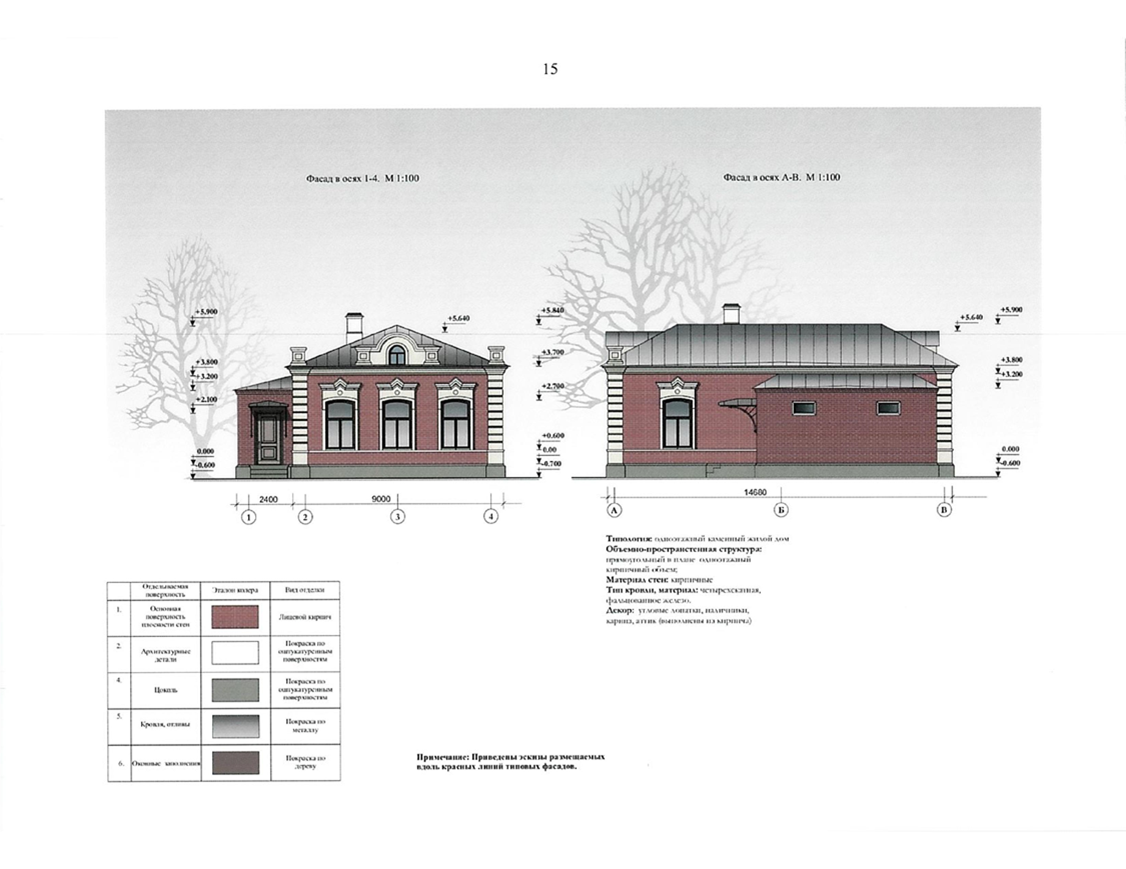 15
Фасад в осях 1-4. М 1:100
Фасад в осях А-В. М 1:100
+5.900
+3.800
+3.200
+2.100
0.000
-0.600
+5.640
+5.840
+3.700
+2.700
+0.600
0.00
-0.700
+5.640
+5.900
+3.800
+3.200
0.000
-0.600
2400
9000
14680
1
2
3
4
А
Б
В
Типология: одноэтажный каменный жилой дом
Объемно-пространстенная структура:
прямоугольный в плане одноэтажный
кирпичный объем;
Материал стен: кирпичные
Тип кровли, материал: четырехскатная,
фальцованное железо.
Декор: угловые лопатки, наличники,
карниз, аттик (выполнены из кирпича)
Отделываемая
поверхность
Эталон колера
Вид отделки
1.
Основная
поверхность
плоскости стен
Лицевой кирпич
2.
Архитектурные
детали
Покраска по
оштукатуренным
поверхностям
4.
Цоколь
Покраска по
оштукатуренным
поверхностям
5.
Кровля, отливы
Покраска по
металлу
6.
Оконные заполнения
Покраска по
дереву
Примечание: Приведены эскизы размещаемых
вдоль красных линий типовых фасадов.